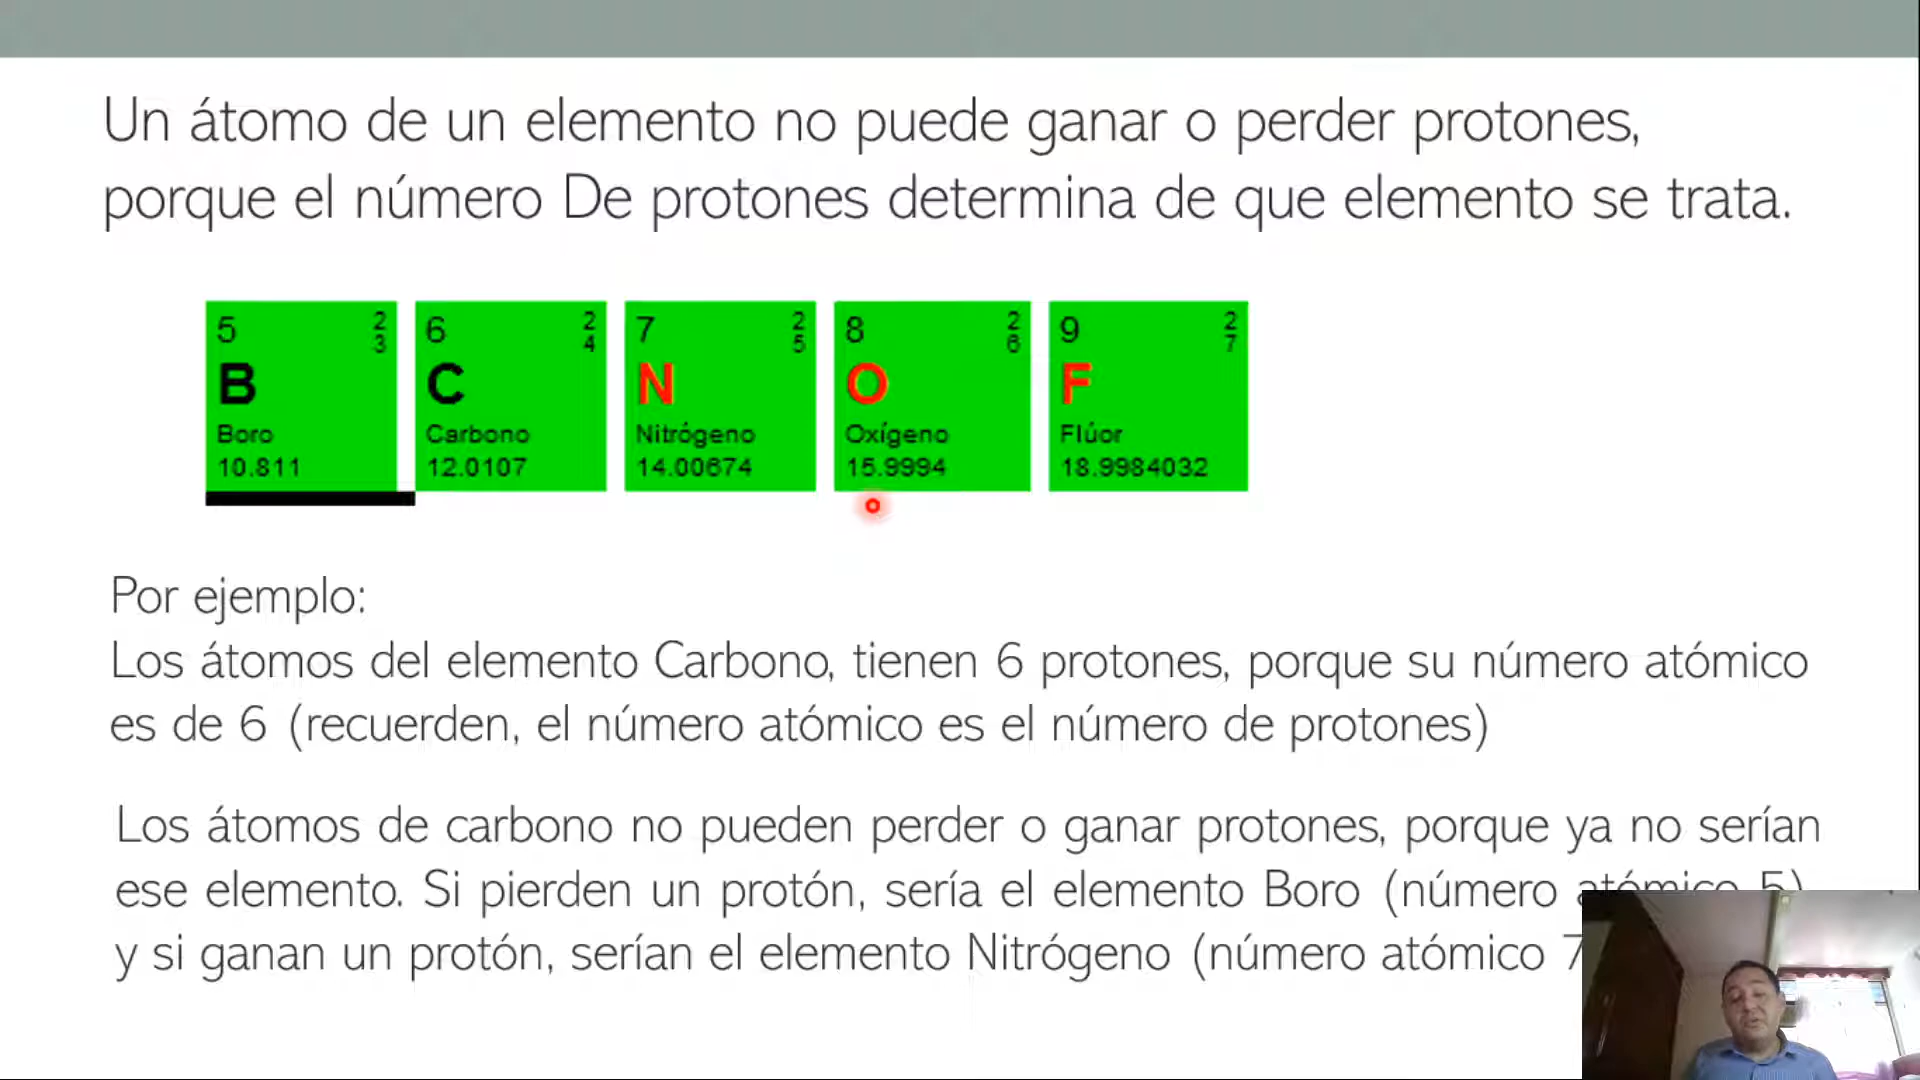 Un átomo de un elemento no puede ganar o perder protones,
porque el número De protones determina de que elemento se trata.
5 2 3
B
Boro
10.811
6 2 4
C
Carbono
12.0107
7 2 5
N
Nitrógeno
14.00674
8 2 6
O
Oxígeno
15.9994
9 2 7
F
Flúor
18.9984032
Por ejemplo:
Los átomos del elemento Carbono, tienen 6 protones, porque su número atómico
es de 6 (recuerden, el número atómico es el número de protones)
Los átomos de carbono no pueden perder o ganar protones, porque ya no serían
ese elemento. Si pierden un protón, sería el elemento Boro (número atómico 5)
y si ganan un protón, serían el elemento Nitrógeno (número atómico 7